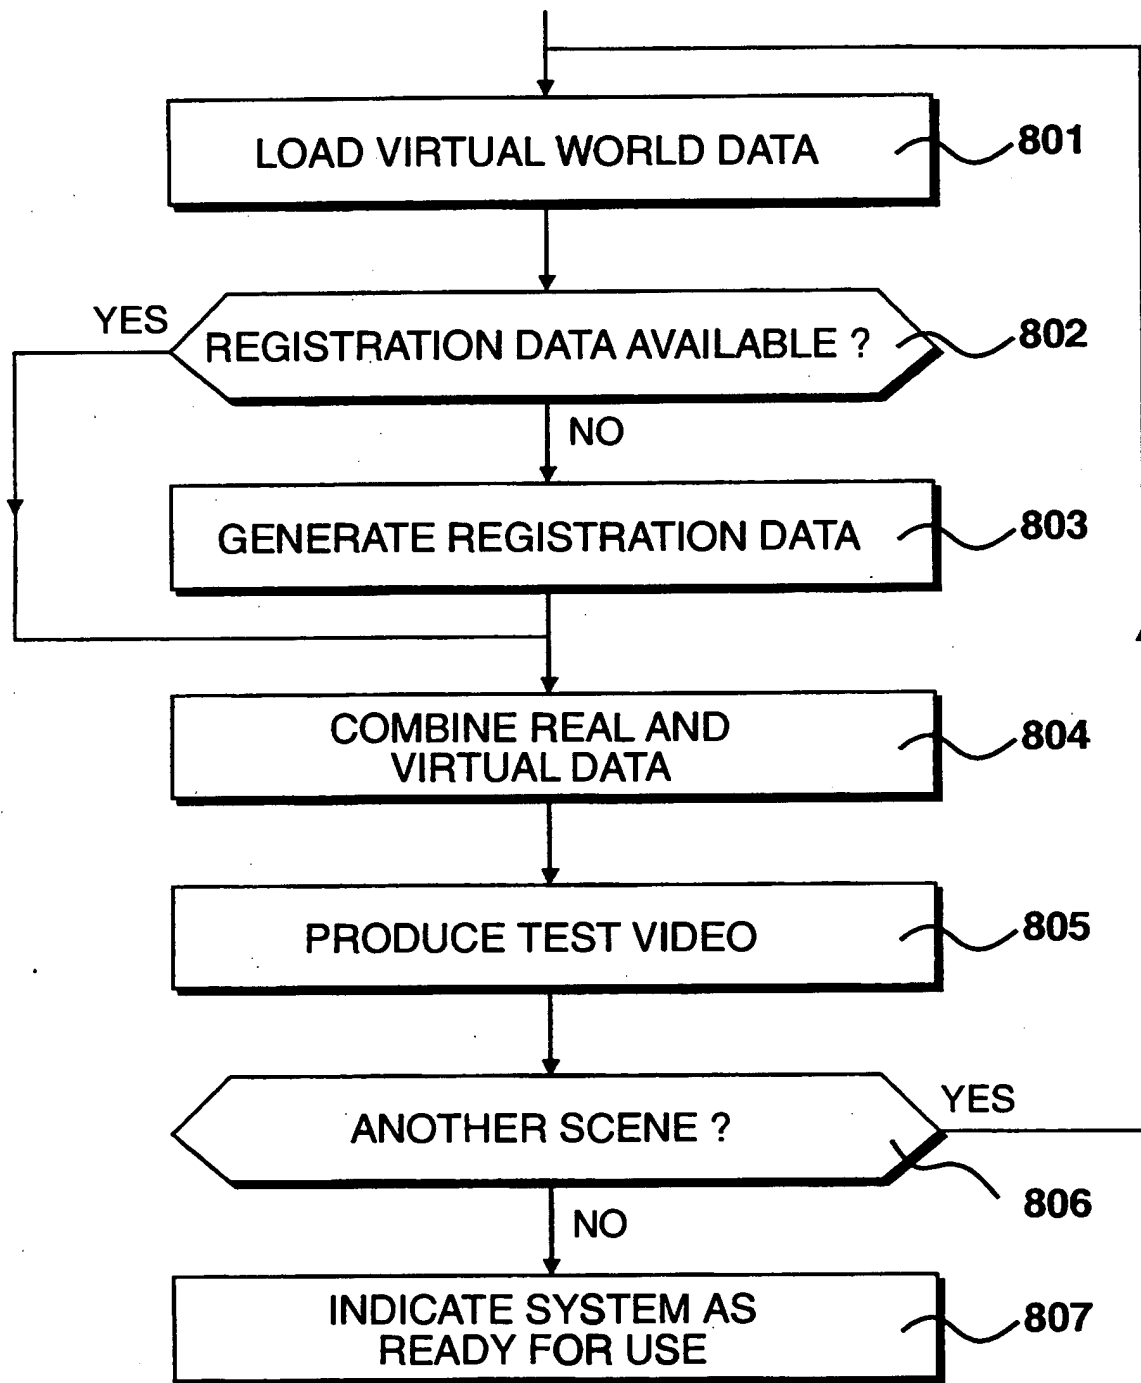 LOAD VIRTUAL WORLD DATA
801
YES
REGISTRATION DATA AVAILABLE ?
802
NO
GENERATE REGISTRATION DATA
803
COMBINE REAL AND
VIRTUAL DATA
804
PRODUCE TEST VIDEO
805
YES
ANOTHER SCENE ?
806
NO
INDICATE SYSTEM AS
READY FOR USE
807